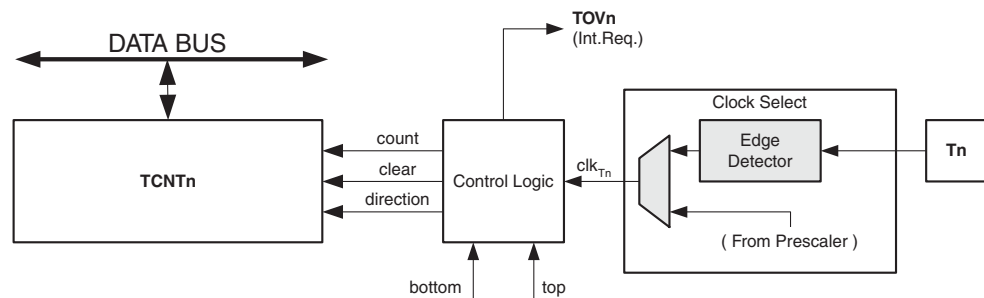 TOVn
(Int.Req.)
DATA BUS
Clock Select
count
Edge
Detector
Tn
clear
TCNTn
Control Logic
clkTn
direction
( From Prescaler )
bottom
top